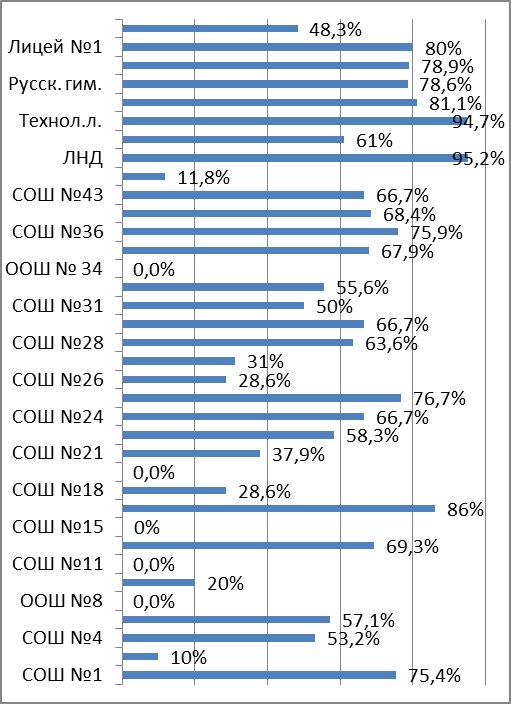 48,3%
Лицей №1 80%
78,9%
Русск. гим. 78,6%
81,1%
Технол.л. 94,7%
61%
ЛНД 95,2%
11,8%
СОШ №43 66,7%
68,4%
СОШ №36 75,9%
67,9%
ООШ № 34 0,0%
55,6%
СОШ №31 50%
66,7%
СОШ №28 63,6%
31%
СОШ №26 28,6%
76,7%
СОШ №24 66,7%
58,3%
СОШ №21 37,9%
0,0%
СОШ №18 28,6%
86%
СОШ №15 0%
69,3%
СОШ №11 0,0%
20%
ООШ №8 0,0%
57,1%
СОШ №4 53,2%
10%
СОШ №1 75,4%